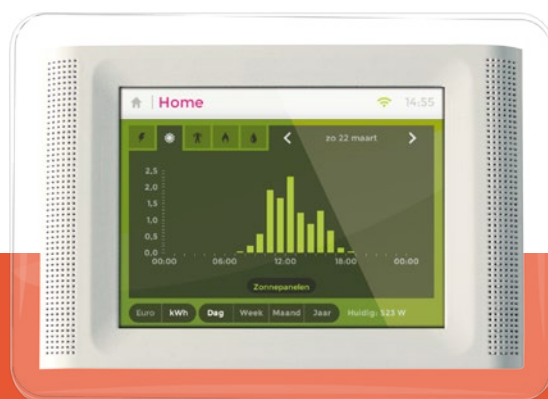 Home
14:55
zo 22 maart
2,5
2,0
1,5
1,0
0,5
0,0
00:00 06:00 12:00 18:00 00:00
Zonnepanelen
Euro kWh Dag Week Maand Jaar Huidig: 523 W